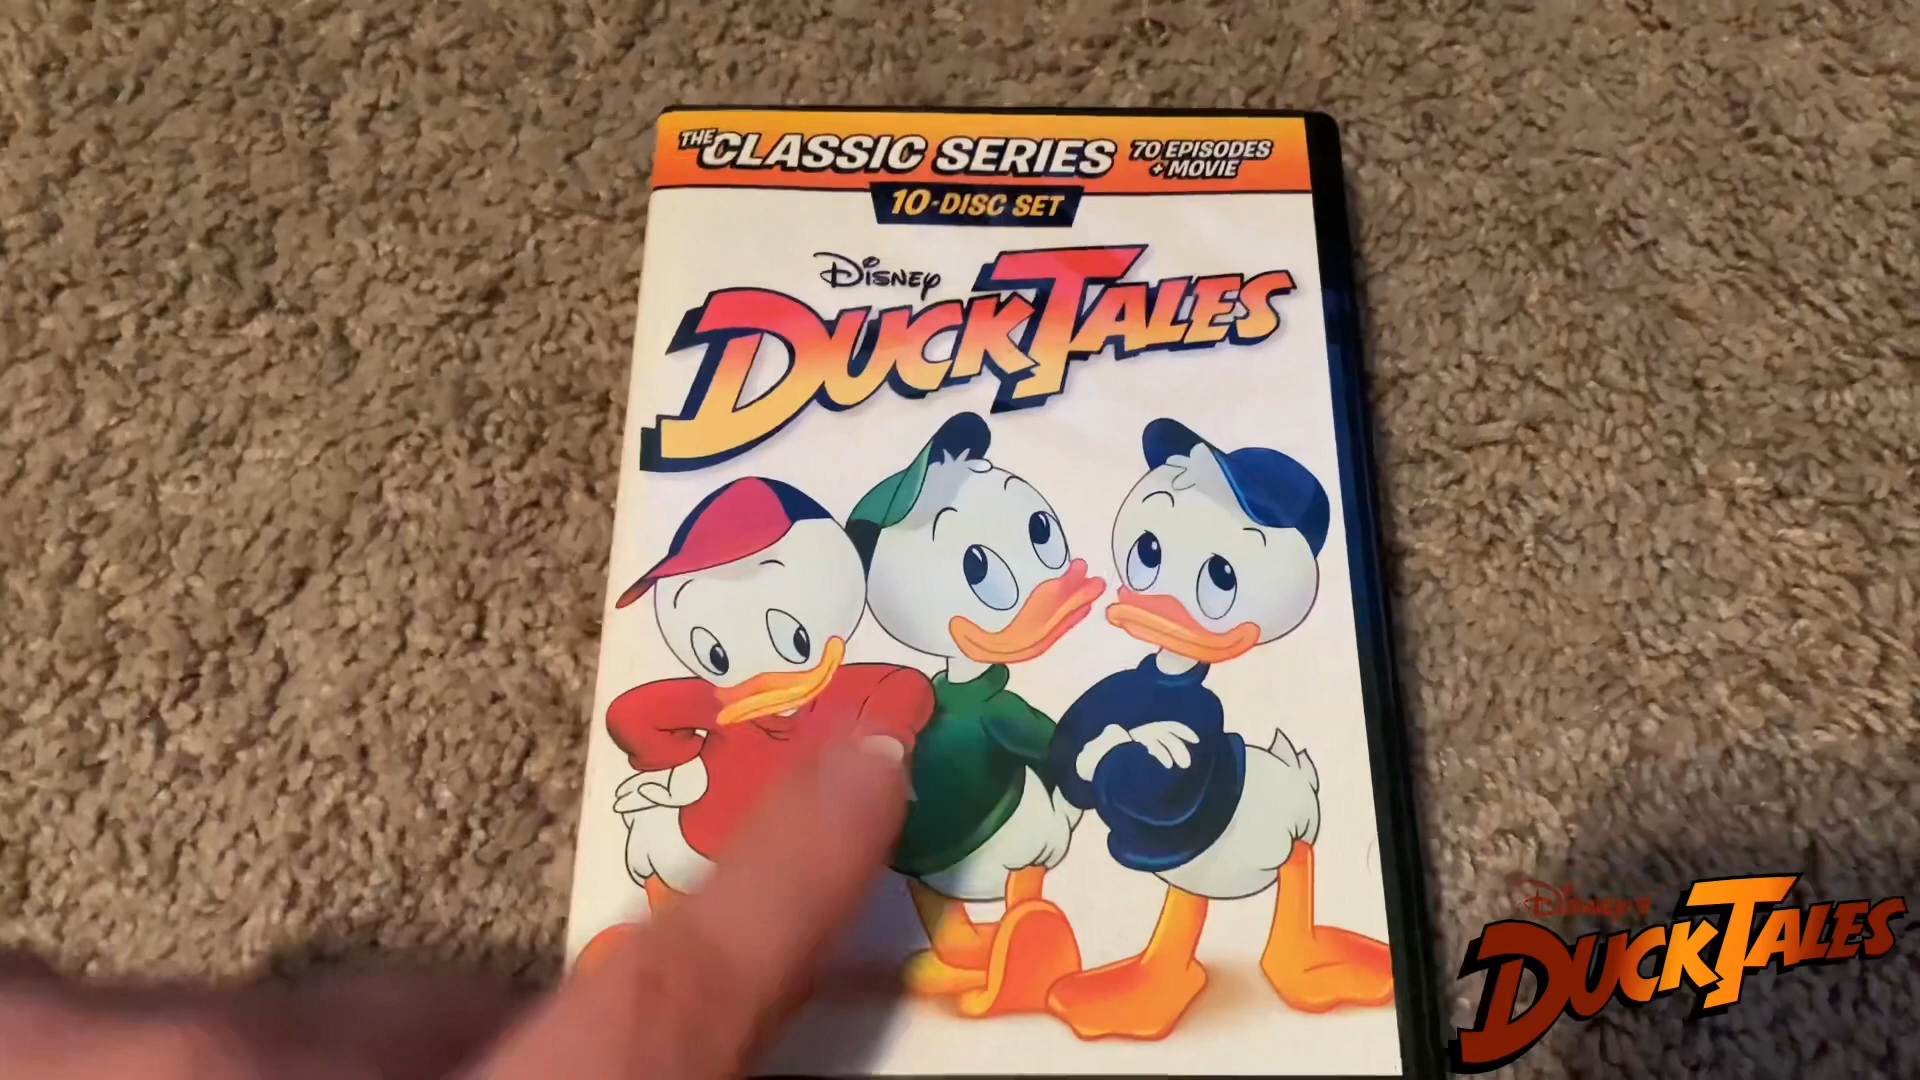 THE CLASSIC SERIES
70 EPISODES
+ MOVIE
10-DISC SET
DISNEY
DUCKTALES
DISNEY'S
DUCKTALES